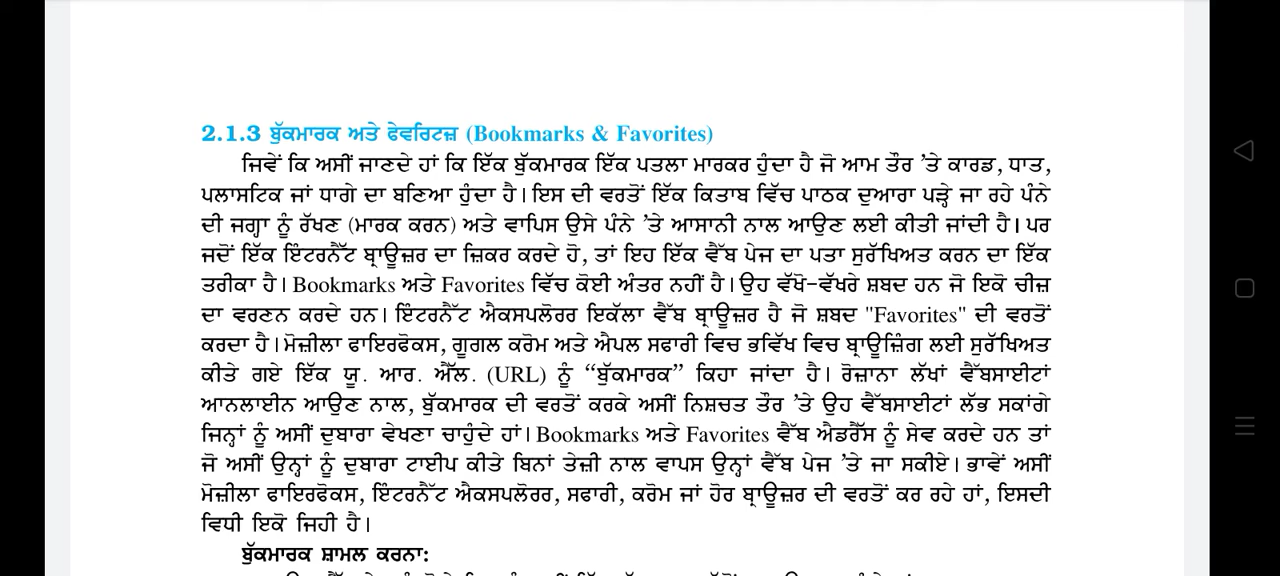 2.1.3 ਬੁੱਕਮਾਰਕ ਅਤੇ ਫੇਵਰਿਟਜ਼ (Bookmarks & Favorites)
ਜਿਵੇਂ ਕਿ ਅਸੀਂ ਜਾਣਦੇ ਹਾਂ ਕਿ ਇੱਕ ਬੁੱਕਮਾਰਕ ਇੱਕ ਪਤਲਾ ਮਾਰਕਰ ਹੁੰਦਾ ਹੈ ਜੋ ਆਮ ਤੌਰ 'ਤੇ ਕਾਰਡ, ਧਾਤ,
ਪਲਾਸਟਿਕ ਜਾਂ ਧਾਗੇ ਦਾ ਬਣਿਆ ਹੁੰਦਾ ਹੈ। ਇਸ ਦੀ ਵਰਤੋਂ ਇੱਕ ਕਿਤਾਬ ਵਿੱਚ ਪਾਠਕ ਦੁਆਰਾ ਪੜ੍ਹੇ ਜਾ ਰਹੇ ਪੰਨੇ
ਦੀ ਜਗ੍ਹਾ ਨੂੰ ਰੱਖਣ (ਮਾਰਕ ਕਰਨ) ਅਤੇ ਵਾਪਿਸ ਉਸੇ ਪੰਨੇ 'ਤੇ ਆਸਾਨੀ ਨਾਲ ਆਉਣ ਲਈ ਕੀਤੀ ਜਾਂਦੀ ਹੈ। ਪਰ
ਜਦੋਂ ਇੱਕ ਇੰਟਰਨੈੱਟ ਬ੍ਰਾਊਜ਼ਰ ਦਾ ਜ਼ਿਕਰ ਕਰਦੇ ਹੋ, ਤਾਂ ਇਹ ਇੱਕ ਵੈੱਬ ਪੇਜ ਦਾ ਪਤਾ ਸੁਰੱਖਿਅਤ ਕਰਨ ਦਾ ਇੱਕ
ਤਰੀਕਾ ਹੈ। Bookmarks ਅਤੇ Favorites ਵਿੱਚ ਕੋਈ ਅੰਤਰ ਨਹੀਂ ਹੈ। ਉਹ ਵੱਖੋ-ਵੱਖਰੇ ਸ਼ਬਦ ਹਨ ਜੋ ਇਕੋ ਚੀਜ਼
ਦਾ ਵਰਣਨ ਕਰਦੇ ਹਨ। ਇੰਟਰਨੈੱਟ ਐਕਸਪਲੋਰਰ ਇਕੱਲਾ ਵੈੱਬ ਬ੍ਰਾਊਜ਼ਰ ਹੈ ਜੋ ਸ਼ਬਦ "Favorites" ਦੀ ਵਰਤੋਂ
ਕਰਦਾ ਹੈ। ਮੋਜ਼ੀਲਾ ਫਾਇਰਫੋਕਸ, ਗੂਗਲ ਕਰੋਮ ਅਤੇ ਐਪਲ ਸਫਾਰੀ ਵਿਚ ਭਵਿੱਖ ਵਿਚ ਬ੍ਰਾਊਜ਼ਿੰਗ ਲਈ ਸੁਰੱਖਿਅਤ
ਕੀਤੇ ਗਏ ਇੱਕ ਯੂ. ਆਰ. ਐੱਲ. (URL) ਨੂੰ “ਬੁੱਕਮਾਰਕ” ਕਿਹਾ ਜਾਂਦਾ ਹੈ। ਰੋਜ਼ਾਨਾ ਲੱਖਾਂ ਵੈੱਬਸਾਈਟਾਂ
ਆਨਲਾਈਨ ਆਉਣ ਨਾਲ, ਬੁੱਕਮਾਰਕ ਦੀ ਵਰਤੋਂ ਕਰਕੇ ਅਸੀਂ ਨਿਸ਼ਚਤ ਤੌਰ 'ਤੇ ਉਹ ਵੈੱਬਸਾਈਟਾਂ ਲੱਭ ਸਕਾਂਗੇ
ਜਿਨ੍ਹਾਂ ਨੂੰ ਅਸੀਂ ਦੁਬਾਰਾ ਵੇਖਣਾ ਚਾਹੁੰਦੇ ਹਾਂ। Bookmarks ਅਤੇ Favorites ਵੈੱਬ ਐਡਰੈੱਸ ਨੂੰ ਸੇਵ ਕਰਦੇ ਹਨ ਤਾਂ
ਜੋ ਅਸੀਂ ਉਨ੍ਹਾਂ ਨੂੰ ਦੁਬਾਰਾ ਟਾਈਪ ਕੀਤੇ ਬਿਨਾਂ ਤੇਜ਼ੀ ਨਾਲ ਵਾਪਸ ਉਨ੍ਹਾਂ ਵੈੱਬ ਪੇਜ 'ਤੇ ਜਾ ਸਕੀਏ। ਭਾਵੇਂ ਅਸੀਂ
ਮੋਜ਼ੀਲਾ ਫਾਇਰਫੋਕਸ, ਇੰਟਰਨੈੱਟ ਐਕਸਪਲੋਰਰ, ਸਫਾਰੀ, ਕਰੋਮ ਜਾਂ ਹੋਰ ਬ੍ਰਾਊਜ਼ਰ ਦੀ ਵਰਤੋਂ ਕਰ ਰਹੇ ਹਾਂ, ਇਸਦੀ
ਵਿਧੀ ਇਕੋ ਜਿਹੀ ਹੈ।
ਬੁੱਕਮਾਰਕ ਸ਼ਾਮਲ ਕਰਨਾ: